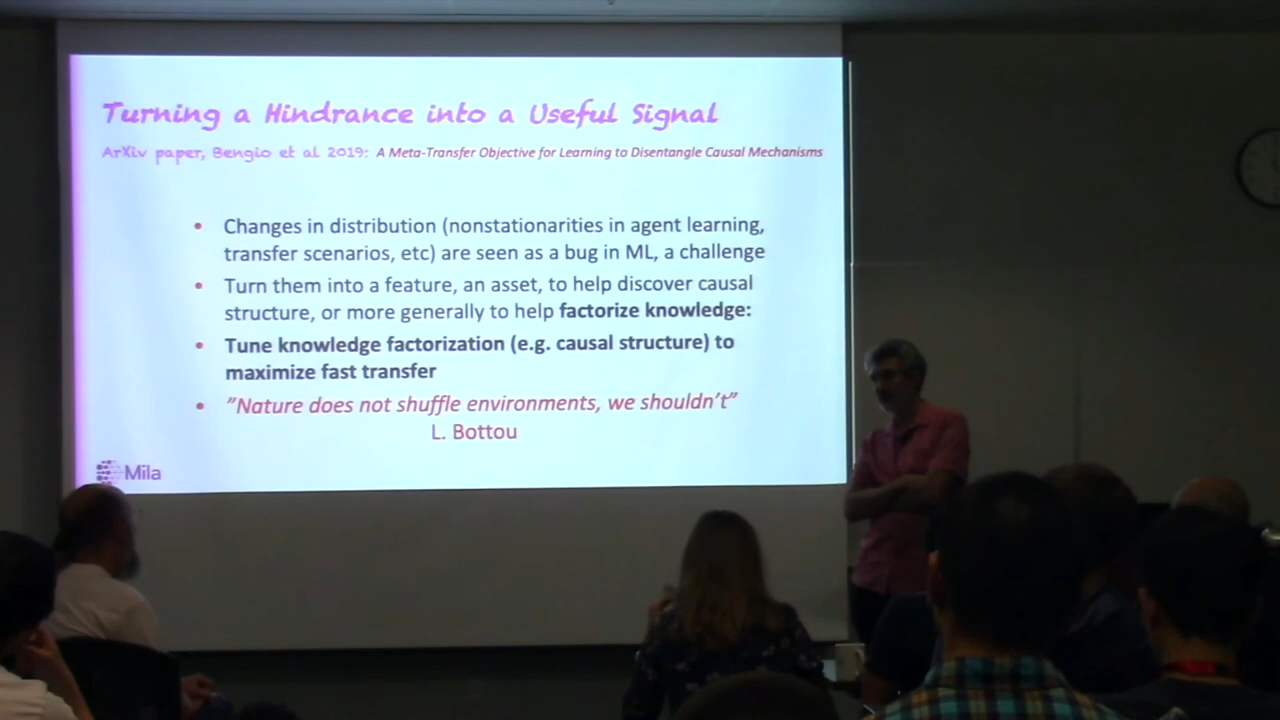 Turning a Hindrance into a Useful Signal
ArXiv paper, Bengio et al 2019: A Meta-Transfer Objective for Learning to Disentangle Causal Mechanisms
• Changes in distribution (nonstationarities in agent learning,
transfer scenarios, etc) are seen as a bug in ML, a challenge
• Turn them into a feature, an asset, to help discover causal
structure, or more generally to help factorize knowledge:
• Tune knowledge factorization (e.g. causal structure) to
maximize fast transfer
• ”Nature does not shuffle environments, we shouldn’t”
L. Bottou
Mila